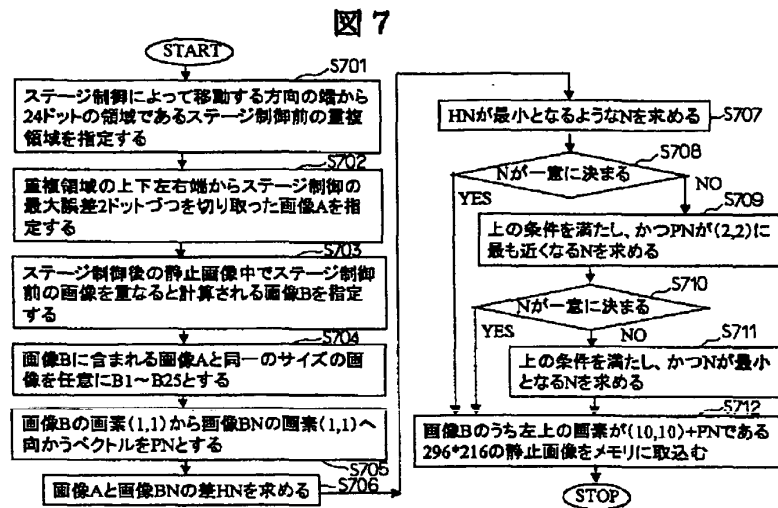 図7
START
S701
ステージ制御によって移動する方向の端から
24ドットの領域であるステージ制御前の重複
領域を指定する
S702
重複領域の上下左右端からステージ制御の
最大誤差2ドットづつを切り取った画像Aを指
定する
S703
ステージ制御後の静止画像中でステージ制御
前の画像を重なると計算される画像Bを指定
する
S704
画像Bに含まれる画像Aと同一のサイズの画
像を任意にB1〜B25とする
画像Bの画素(1,1)から画像BNの画素(1,1)へ
向かうベクトルをPNとする
S705
S706
画像Aと画像BNの差HNを求める
HNが最小となるようなNを求める
S707
S708
Nが一意に決まる
YES
NO
S709
上の条件を満たし、かつPNが(2,2)に
最も近くなるNを求める
S710
Nが一意に決まる
YES
NO
S711
上の条件を満たし、かつNが最小
となるNを求める
S712
画像Bのうち左上の画素が(10,10)+PNである
296*216の静止画像をメモリに取込む
STOP